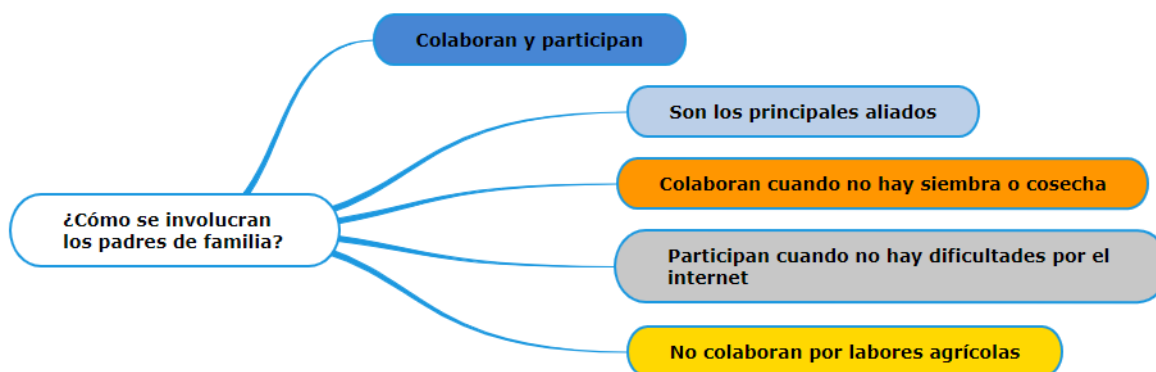 Colaboran y participan
Son los principales aliados
Colaboran cuando no hay siembra o cosecha
¿Cómo se involucran
los padres de familia?
Participan cuando no hay dificultades por el
internet
No colaboran por labores agrícolas